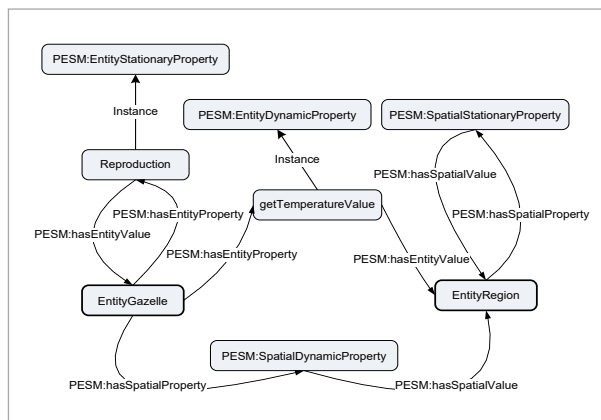 PESM:EntityStationaryProperty
PESM:EntityDynamicProperty
PESM:SpatialStationaryProperty
Instance
Instance
Reproduction
PESM:hasSpatialValue
getTemperatureValue
PESM:hasEntityProperty
PESM:hasSpatialProperty
PESM:hasEntityValue
PESM:hasEntityProperty
PESM:hasEntityValue
EntityGazelle
EntityRegion
PESM:SpatialDynamicProperty
PESM:hasSpatialProperty
PESM:hasSpatialValue